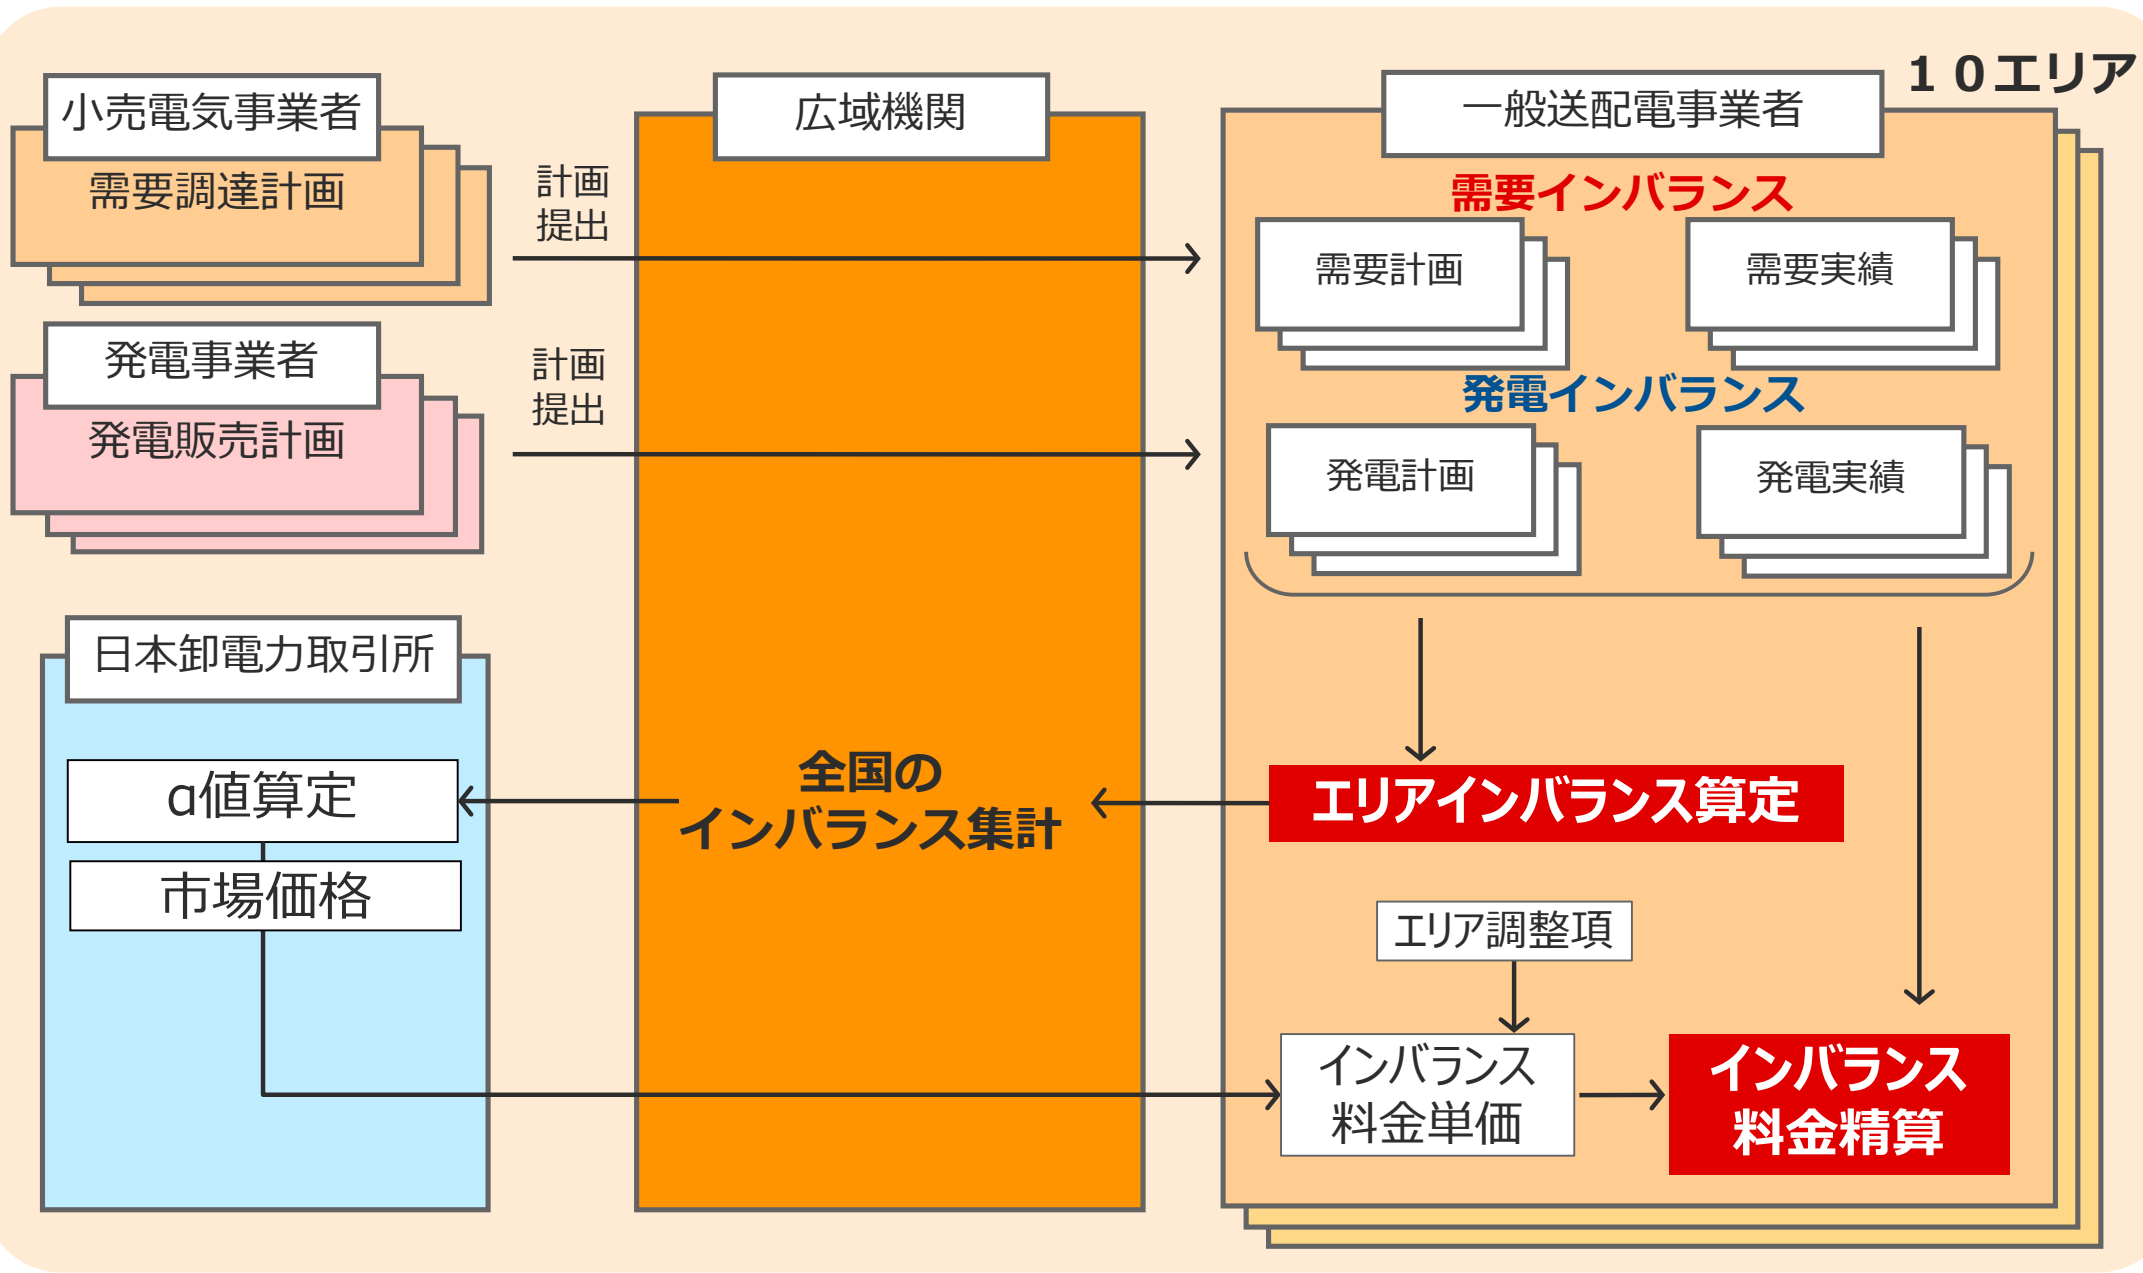 １０エリア
小売電気事業者
需要調達計画
計画
提出
発電事業者
発電販売計画
計画
提出
日本卸電力取引所
α値算定
市場価格
広域機関
全国の
インバランス集計
一般送配電事業者
需要インバランス
需要計画
需要実績
発電インバランス
発電計画
発電実績
エリアインバランス算定
エリア調整項
インバランス
料金単価
インバランス
料金精算